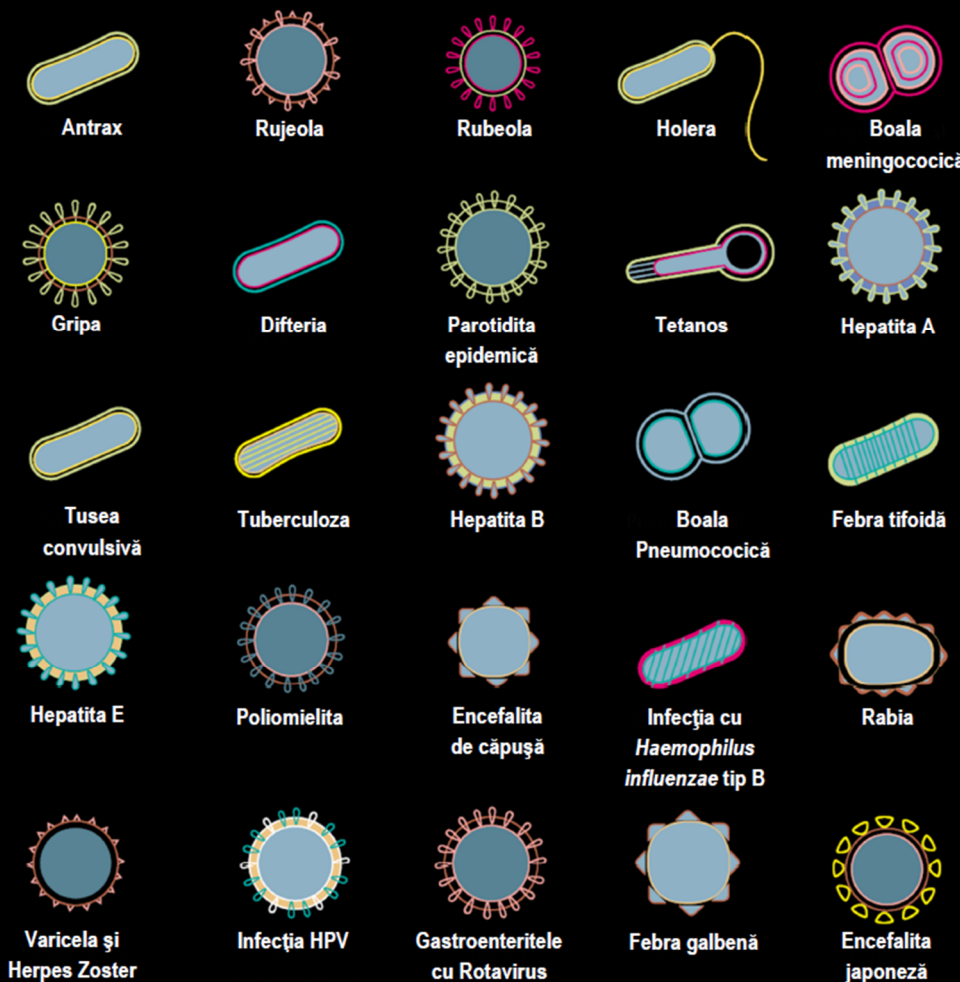 Antrax
Rujeola
Rubeola
Holera
Boala
meningococică
Gripa
Difteria
Parotidita
epidemică
Tetanos
Hepatita A
Tusea
convulsivă
Tuberculoza
Hepatita B
Boala
Pneumococică
Febra tifoidă
Hepatita E
Poliomielita
Encefalita
de căpuşă
Infecţia cu
Haemophilus
influenzae tip B
Rabia
Varicela şi
Herpes Zoster
Infecţia HPV
Gastroenteritele
cu Rotavirus
Febra galbenă
Encefalita
japoneză